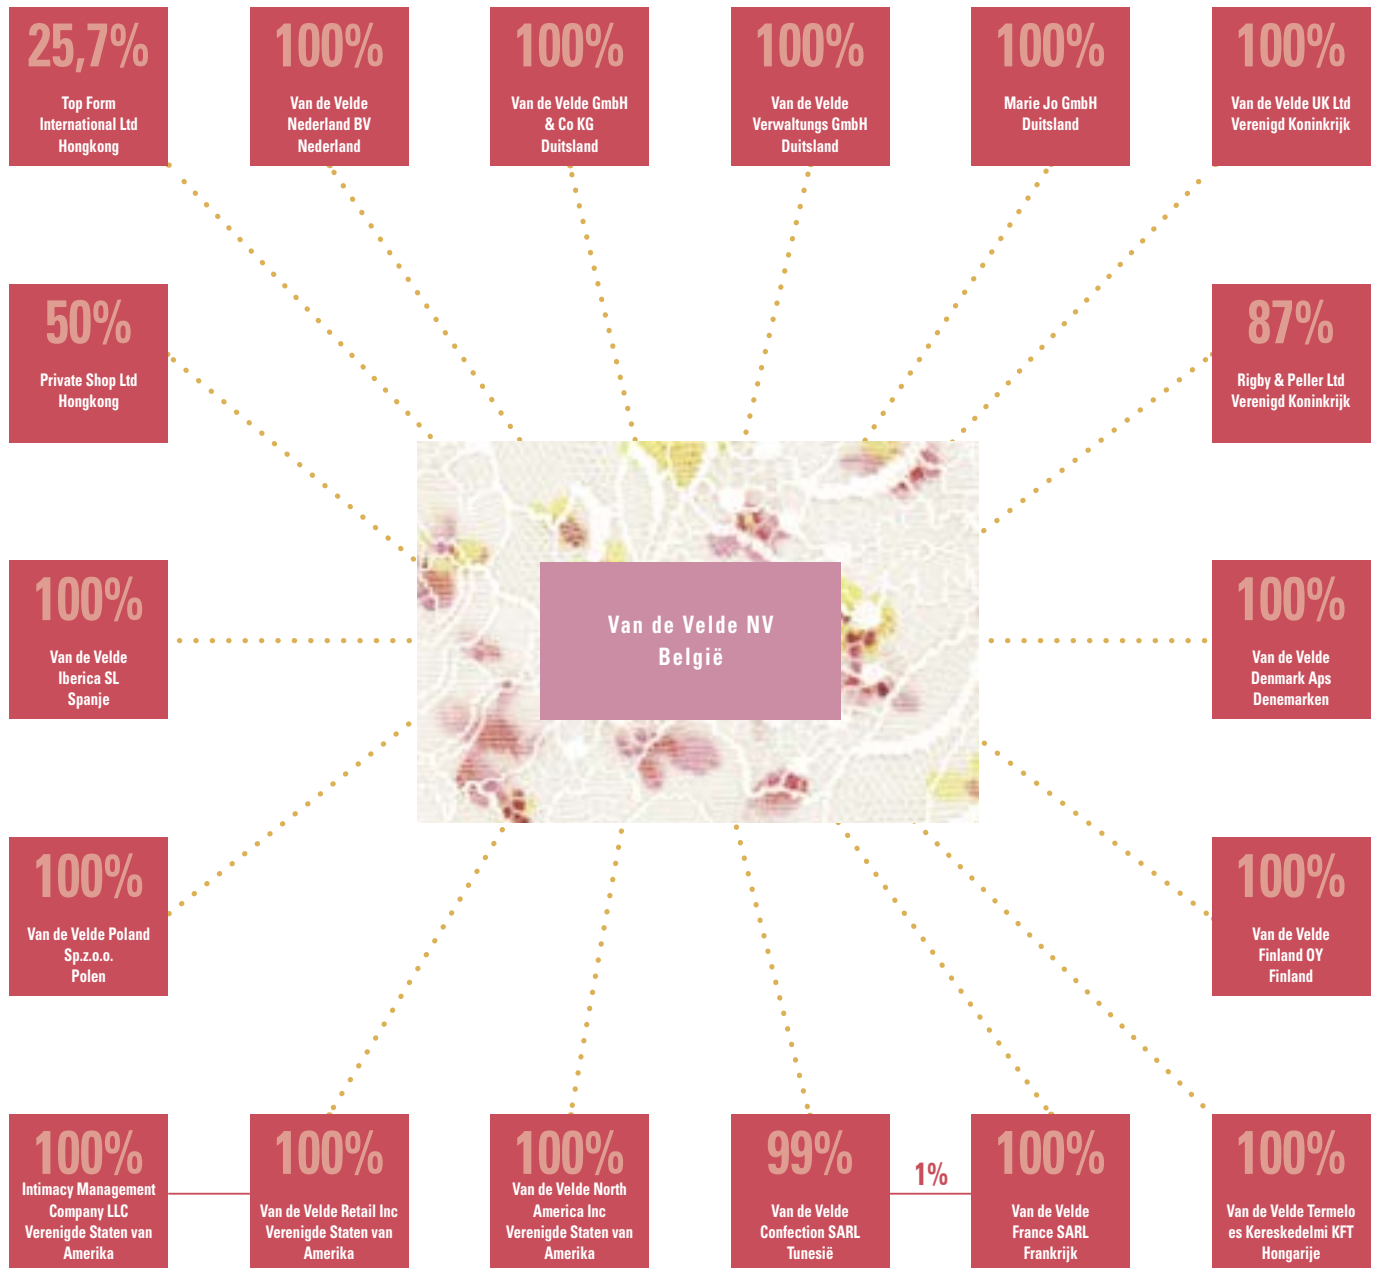 25,7%
Top Form
International Ltd
Hongkong
100%
Van de Velde
Nederland BV
Nederland
100%
Van de Velde GmbH
& Co KG
Duitsland
100%
Van de Velde
Verwaltungs GmbH
Duitsland
100%
Marie Jo GmbH
Duitsland
100%
Van de Velde UK Ltd
Verenigd Koninkrijk
50%
Private Shop Ltd
Hongkong
87%
Rigby & Peller Ltd
Verenigd Koninkrijk
100%
Van de Velde
Iberica SL
Spanje
Van de Velde NV
België
100%
Van de Velde
Denmark Aps
Denemarken
100%
Van de Velde Poland
Sp.z.o.o.
Polen
100%
Van de Velde
Finland OY
Finland
100%
Intimacy Management
Company LLC
Verenigde Staten van
Amerika
100%
Van de Velde Retail Inc
Verenigde Staten van
Amerika
100%
Van de Velde North
America Inc
Verenigde Staten van
Amerika
99%
Van de Velde
Confection SARL
Tunesië
1%
100%
Van de Velde
France SARL
Frankrijk
100%
Van de Velde Termelo
es Kereskedelmi KFT
Hongarije